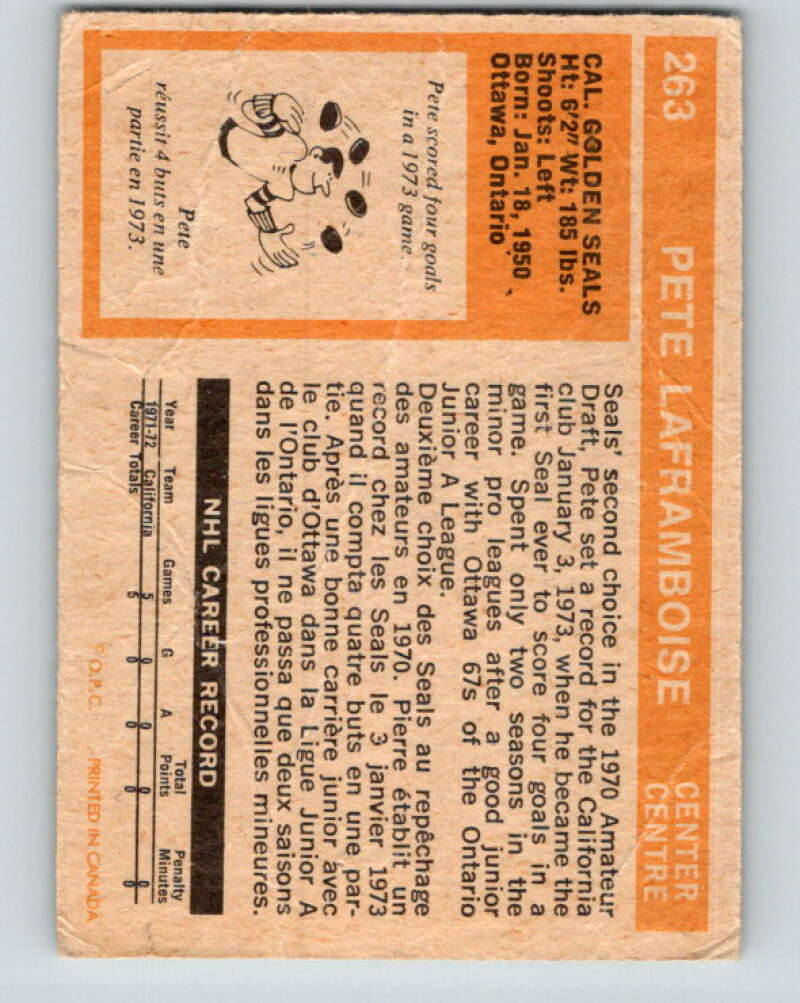 263 PETE LAFRAMBOISE CENTER
CENTRE
CAL. GOLDEN SEALS
Ht: 6'2" Wt: 185 lbs.
Shoots: Left
Born: Jan. 18, 1950
Ottawa, Ontario
Pete scored four goals
in a 1973 game.
Pete
réussit 4 buts en une
partie en 1973.
Seals' second choice in the 1970 Amateur
Draft, Pete set a record for the California
club January 3, 1973, when he became the
first Seal ever to score four goals in a
game. Spent only two seasons in the
minor pro leagues after a good junior
career with Ottawa 67s of the Ontario
Junior A League.
Deuxième choix des Seals au repêchage
des amateurs en 1970. Pierre établit un
record chez les Seals le 3 janvier 1973
quand il compta quatre buts en une par-
tie. Après une bonne carrière junior avec
le club d'Ottawa dans la Ligue Junior A
de l'Ontario, il ne passa que deux saisons
dans les ligues professionnelles mineures.
NHL CAREER RECORD
Year Team Games G A Total Points Penalty Minutes
1971-72 California 5 0 0 0 0
Career Totals 5 0 0 0 0
©O.P.C. PRINTED IN CANADA